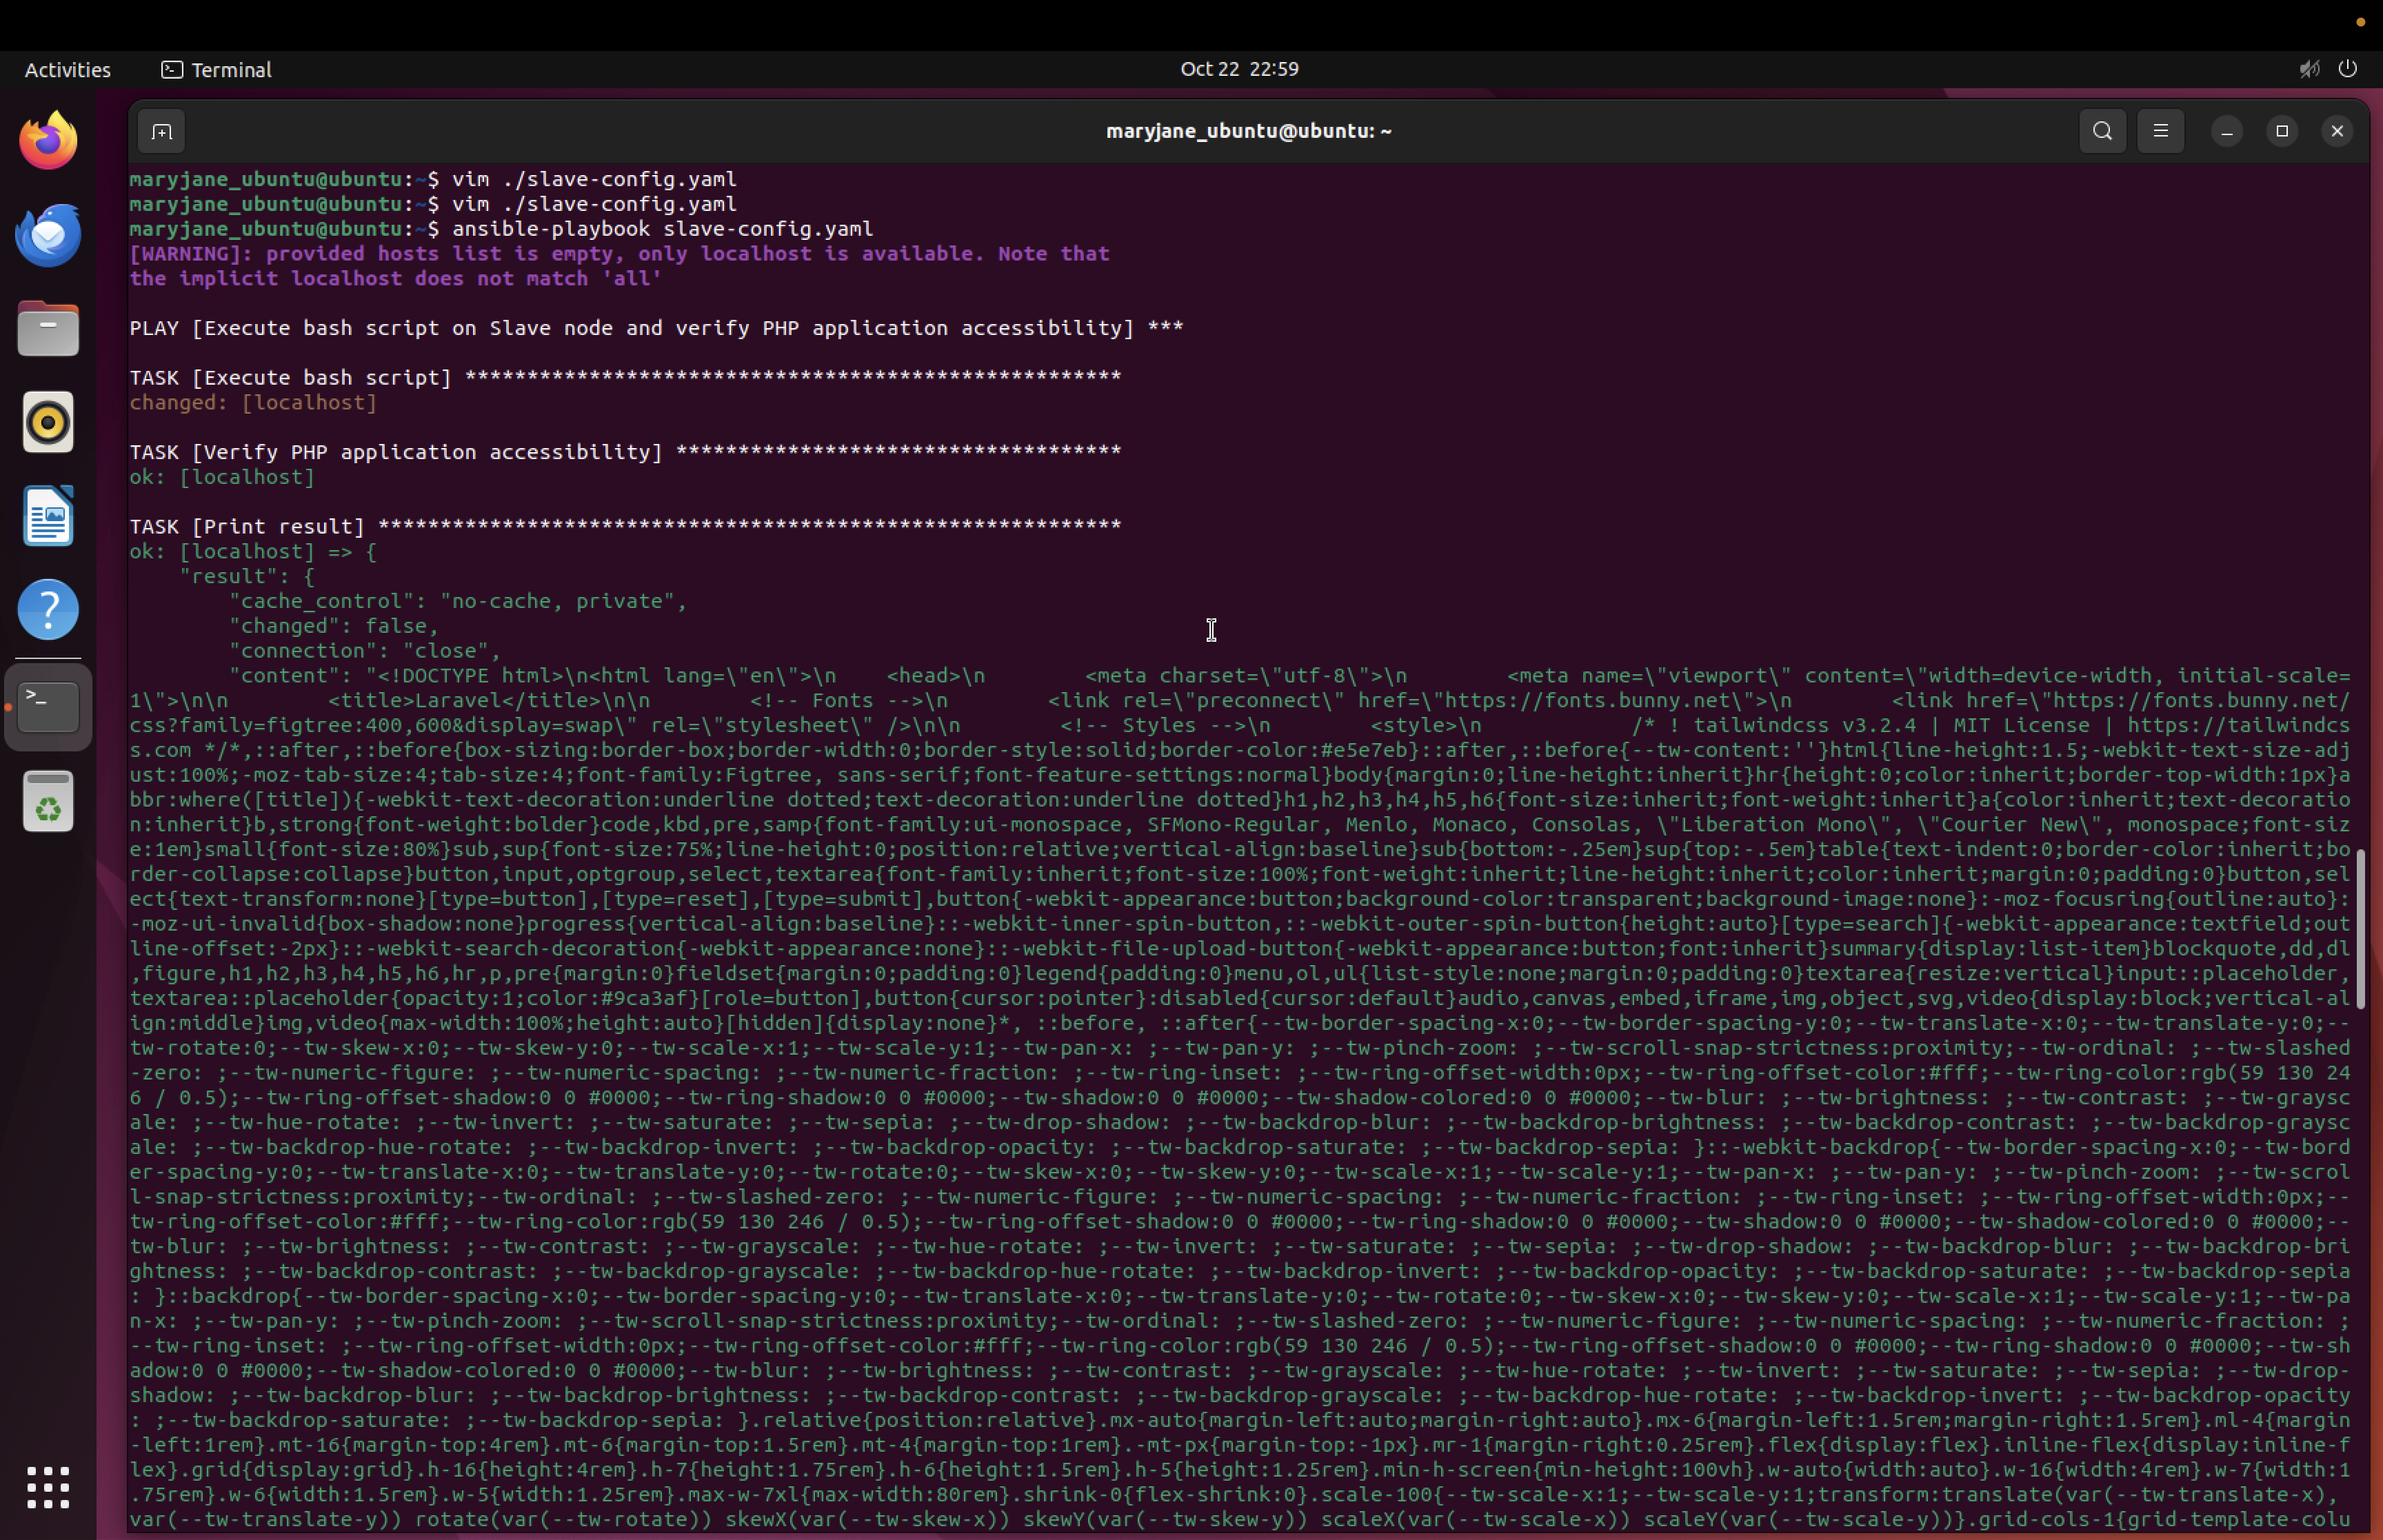 Activities
Terminal
Oct 22 22:59
maryjane_ubuntu@ubuntu: ~
maryjane_ubuntu@ubuntu:~$ vim ./slave-config.yaml
maryjane_ubuntu@ubuntu:~$ vim ./slave-config.yaml
maryjane_ubuntu@ubuntu:~$ ansible-playbook slave-config.yaml
[WARNING]: provided hosts list is empty, only localhost is available. Note that
the implicit localhost does not match 'all'
PLAY [Execute bash script on Slave node and verify PHP application accessibility] ***
TASK [Execute bash script] *****************************************************
changed: [localhost]
TASK [Verify PHP application accessibility] ************************************
ok: [localhost]
TASK [Print result] ************************************************************
ok: [localhost] => {
    "result": {
        "cache_control": "no-cache, private",
        "changed": false,
        "connection": "close",
        "content": "<!DOCTYPE html>\n<html lang=\"en\">\n    <head>\n        <meta charset=\"utf-8\">\n        <meta name=\"viewport\" content=\"width=device-width, initial-scale=
1\">\n\n        <title>Laravel</title>\n\n        <!-- Fonts -->\n        <link rel=\"preconnect\" href=\"https://fonts.bunny.net\">\n        <link href=\"https://fonts.bunny.net/
css?family=figtree:400,600&display=swap\" rel=\"stylesheet\" />\n\n        <!-- Styles -->\n        <style>\n            /* ! tailwindcss v3.2.4 | MIT License | https://tailwindcs
s.com */*,::after,::before{box-sizing:border-box;border-width:0;border-style:solid;border-color:#e5e7eb}::after,::before{--tw-content:''}html{line-height:1.5;-webkit-text-size-adj
ust:100%;-moz-tab-size:4;tab-size:4;font-family:Figtree, sans-serif;font-feature-settings:normal}body{margin:0;line-height:inherit}hr{height:0;color:inherit;border-top-width:1px}a
bbr:where([title]){-webkit-text-decoration:underline dotted;text-decoration:underline dotted}h1,h2,h3,h4,h5,h6{font-size:inherit;font-weight:inherit}a{color:inherit;text-decoratio
n:inherit}b,strong{font-weight:bolder}code,kbd,pre,samp{font-family:ui-monospace, SFMono-Regular, Menlo, Monaco, Consolas, \"Liberation Mono\", \"Courier New\", monospace;font-siz
e:1em}small{font-size:80%}sub,sup{font-size:75%;line-height:0;position:relative;vertical-align:baseline}sub{bottom:-.25em}sup{top:-.5em}table{text-indent:0;border-color:inherit;bo
rder-collapse:collapse}button,input,optgroup,select,textarea{font-family:inherit;font-size:100%;font-weight:inherit;line-height:inherit;color:inherit;margin:0;padding:0}button,sel
ect{text-transform:none}[type=button],[type=reset],[type=submit],button{-webkit-appearance:button;background-color:transparent;background-image:none}:-moz-focusring{outline:auto}:
-moz-ui-invalid{box-shadow:none}progress{vertical-align:baseline}::-webkit-inner-spin-button,::-webkit-outer-spin-button{height:auto}[type=search]{-webkit-appearance:textfield;out
line-offset:-2px}::-webkit-search-decoration{-webkit-appearance:none}::-webkit-file-upload-button{-webkit-appearance:button;font:inherit}summary{display:list-item}blockquote,dd,dl
,figure,h1,h2,h3,h4,h5,h6,hr,p,pre{margin:0}fieldset{margin:0;padding:0}legend{padding:0}menu,ol,ul{list-style:none;margin:0;padding:0}textarea{resize:vertical}input::placeholder,
textarea::placeholder{opacity:1;color:#9ca3af}[role=button],button{cursor:pointer}:disabled{cursor:default}audio,canvas,embed,iframe,img,object,svg,video{display:block;vertical-al
ign:middle}img,video{max-width:100%;height:auto}[hidden]{display:none}*, ::before, ::after{--tw-border-spacing-x:0;--tw-border-spacing-y:0;--tw-translate-x:0;--tw-translate-y:0;--
tw-rotate:0;--tw-skew-x:0;--tw-skew-y:0;--tw-scale-x:1;--tw-scale-y:1;--tw-pan-x: ;--tw-pan-y: ;--tw-pinch-zoom: ;--tw-scroll-snap-strictness:proximity;--tw-ordinal: ;--tw-slashed
-zero: ;--tw-numeric-figure: ;--tw-numeric-spacing: ;--tw-numeric-fraction: ;--tw-ring-inset: ;--tw-ring-offset-width:0px;--tw-ring-offset-color:#fff;--tw-ring-color:rgb(59 130 24
6 / 0.5);--tw-ring-offset-shadow:0 0 #0000;--tw-ring-shadow:0 0 #0000;--tw-shadow:0 0 #0000;--tw-shadow-colored:0 0 #0000;--tw-blur: ;--tw-brightness: ;--tw-contrast: ;--tw-graysc
ale: ;--tw-hue-rotate: ;--tw-invert: ;--tw-saturate: ;--tw-sepia: ;--tw-drop-shadow: ;--tw-backdrop-blur: ;--tw-backdrop-brightness: ;--tw-backdrop-contrast: ;--tw-backdrop-graysc
ale: ;--tw-backdrop-hue-rotate: ;--tw-backdrop-invert: ;--tw-backdrop-opacity: ;--tw-backdrop-saturate: ;--tw-backdrop-sepia: }::-webkit-backdrop{--tw-border-spacing-x:0;--tw-bord
er-spacing-y:0;--tw-translate-x:0;--tw-translate-y:0;--tw-rotate:0;--tw-skew-x:0;--tw-skew-y:0;--tw-scale-x:1;--tw-scale-y:1;--tw-pan-x: ;--tw-pan-y: ;--tw-pinch-zoom: ;--tw-scrol
l-snap-strictness:proximity;--tw-ordinal: ;--tw-slashed-zero: ;--tw-numeric-figure: ;--tw-numeric-spacing: ;--tw-numeric-fraction: ;--tw-ring-inset: ;--tw-ring-offset-width:0px;--
tw-ring-offset-color:#fff;--tw-ring-color:rgb(59 130 246 / 0.5);--tw-ring-offset-shadow:0 0 #0000;--tw-ring-shadow:0 0 #0000;--tw-shadow:0 0 #0000;--tw-shadow-colored:0 0 #0000;--
tw-blur: ;--tw-brightness: ;--tw-contrast: ;--tw-grayscale: ;--tw-hue-rotate: ;--tw-invert: ;--tw-saturate: ;--tw-sepia: ;--tw-drop-shadow: ;--tw-backdrop-blur: ;--tw-backdrop-bri
ghtness: ;--tw-backdrop-contrast: ;--tw-backdrop-grayscale: ;--tw-backdrop-hue-rotate: ;--tw-backdrop-invert: ;--tw-backdrop-opacity: ;--tw-backdrop-saturate: ;--tw-backdrop-sepia
: }::backdrop{--tw-border-spacing-x:0;--tw-border-spacing-y:0;--tw-translate-x:0;--tw-translate-y:0;--tw-rotate:0;--tw-skew-x:0;--tw-skew-y:0;--tw-scale-x:1;--tw-scale-y:1;--tw-pa
n-x: ;--tw-pan-y: ;--tw-pinch-zoom: ;--tw-scroll-snap-strictness:proximity;--tw-ordinal: ;--tw-slashed-zero: ;--tw-numeric-figure: ;--tw-numeric-spacing: ;--tw-numeric-fraction: ;
--tw-ring-inset: ;--tw-ring-offset-width:0px;--tw-ring-offset-color:#fff;--tw-ring-color:rgb(59 130 246 / 0.5);--tw-ring-offset-shadow:0 0 #0000;--tw-ring-shadow:0 0 #0000;--tw-sh
adow:0 0 #0000;--tw-shadow-colored:0 0 #0000;--tw-blur: ;--tw-brightness: ;--tw-contrast: ;--tw-grayscale: ;--tw-hue-rotate: ;--tw-invert: ;--tw-saturate: ;--tw-sepia: ;--tw-drop-
shadow: ;--tw-backdrop-blur: ;--tw-backdrop-brightness: ;--tw-backdrop-contrast: ;--tw-backdrop-grayscale: ;--tw-backdrop-hue-rotate: ;--tw-backdrop-invert: ;--tw-backdrop-opacity
: ;--tw-backdrop-saturate: ;--tw-backdrop-sepia: }.relative{position:relative}.mx-auto{margin-left:auto;margin-right:auto}.mx-6{margin-left:1.5rem;margin-right:1.5rem}.ml-4{margin
-left:1rem}.mt-16{margin-top:4rem}.mt-6{margin-top:1.5rem}.mt-4{margin-top:1rem}.-mt-px{margin-top:-1px}.mr-1{margin-right:0.25rem}.flex{display:flex}.inline-flex{display:inline-f
lex}.grid{display:grid}.h-16{height:4rem}.h-7{height:1.75rem}.h-6{height:1.5rem}.h-5{height:1.25rem}.min-h-screen{min-height:100vh}.w-auto{width:auto}.w-16{width:4rem}.w-7{width:1
.75rem}.w-6{width:1.5rem}.w-5{width:1.25rem}.max-w-7xl{max-width:80rem}.shrink-0{flex-shrink:0}.scale-100{--tw-scale-x:1;--tw-scale-y:1;transform:translate(var(--tw-translate-x),
var(--tw-translate-y)) rotate(var(--tw-rotate)) skewX(var(--tw-skew-x)) skewY(var(--tw-skew-y)) scaleX(var(--tw-scale-x)) scaleY(var(--tw-scale-y))}.grid-cols-1{grid-template-colu